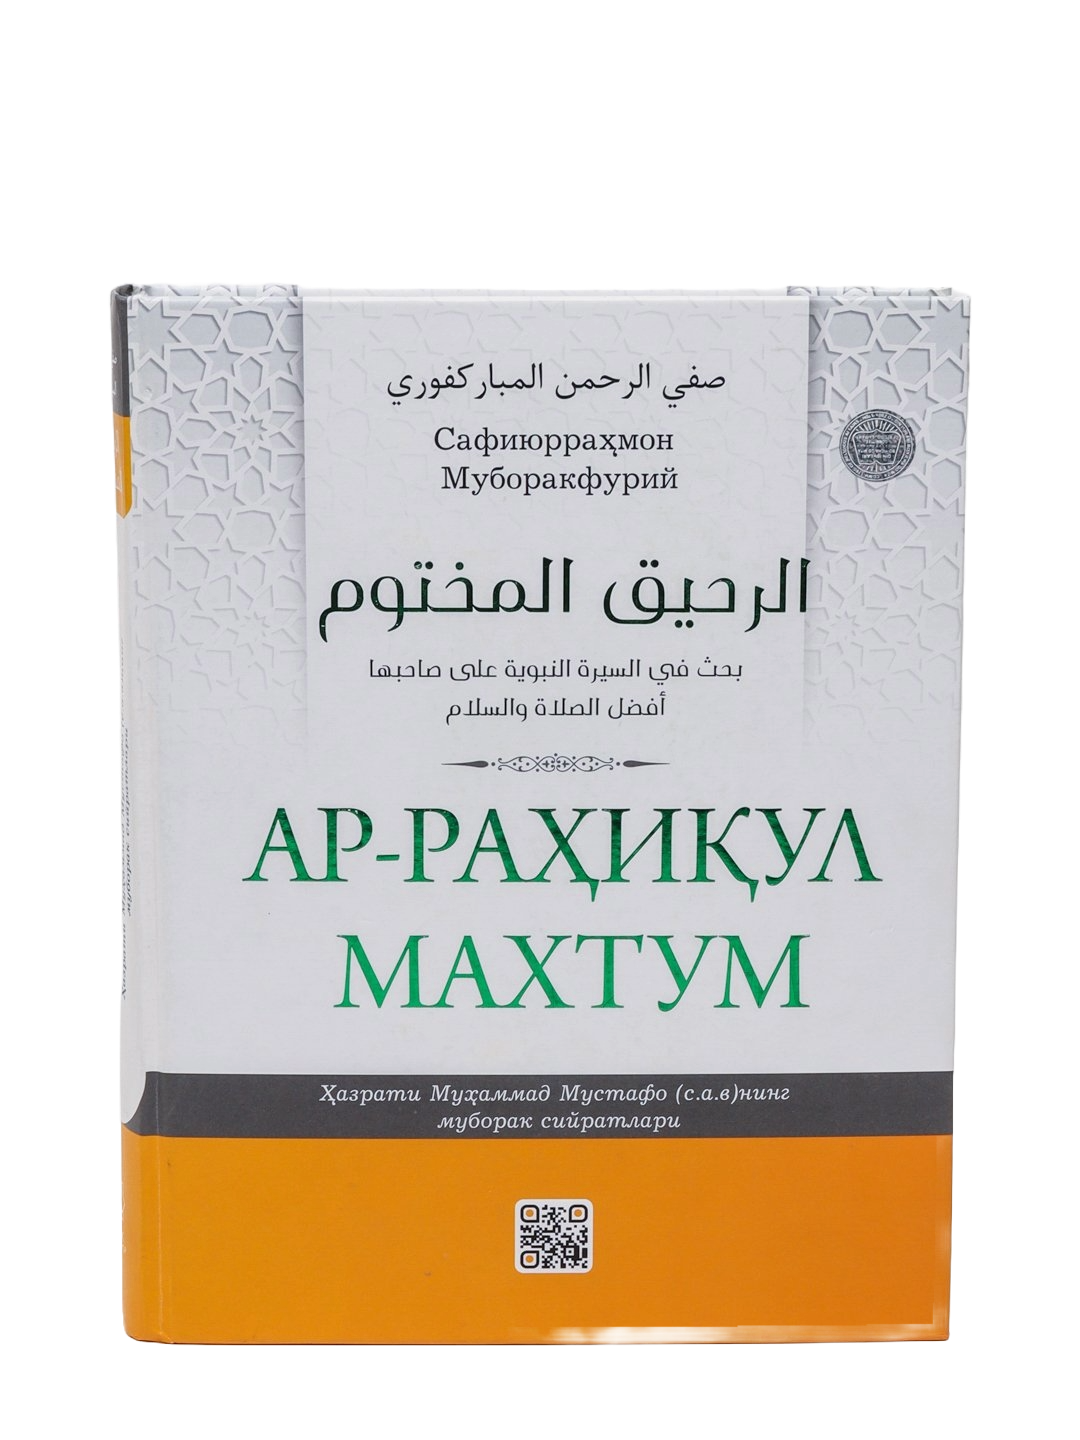 صفي الرحمن المباركفوري
Сафиюрраҳмон
Муборакфурий
الرحيق المختوم
بحث في السيرة النبوية على صاحبها
أفضل الصلاة والسلام
АР-РАҲИҚУЛ
МАХТУМ
Ҳазрати Муҳаммад Мустафо (с.а.в)нинг
муборак сийратлари